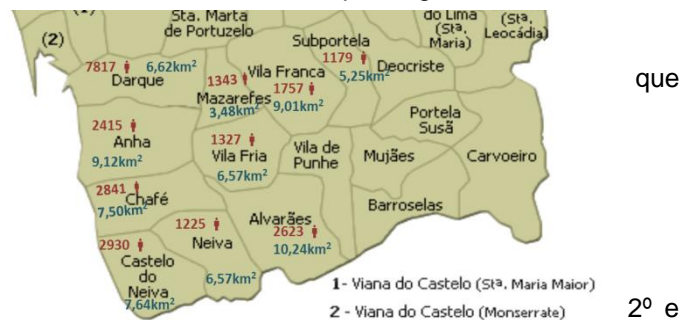 (1)
do Lima
(Stª.
Maria)
(Stª.
Leocádia)
Sta. Marta
de Portuzelo
(2)
Subportela
7817
6,62km²
Darque
1343
Mazarefes
3,48km²
Vila Franca
1757
9,01km²
1179
5,25km²
Deocriste
que
2415
Anha
9,12km²
1327
Vila Fria
6,57km²
Vila de
Punhe
Mujães
Portela
Susã
Carvoeiro
2841
Chafé
7,50km²
1225
Neiva
6,57km²
Alvarães
2623
10,24km²
Barroselas
2930
Castelo
do
Neiva
7,64km²
1- Viana do Castelo (Stª. Maria Maior)
2 - Viana do Castelo (Monserrate)
2º e